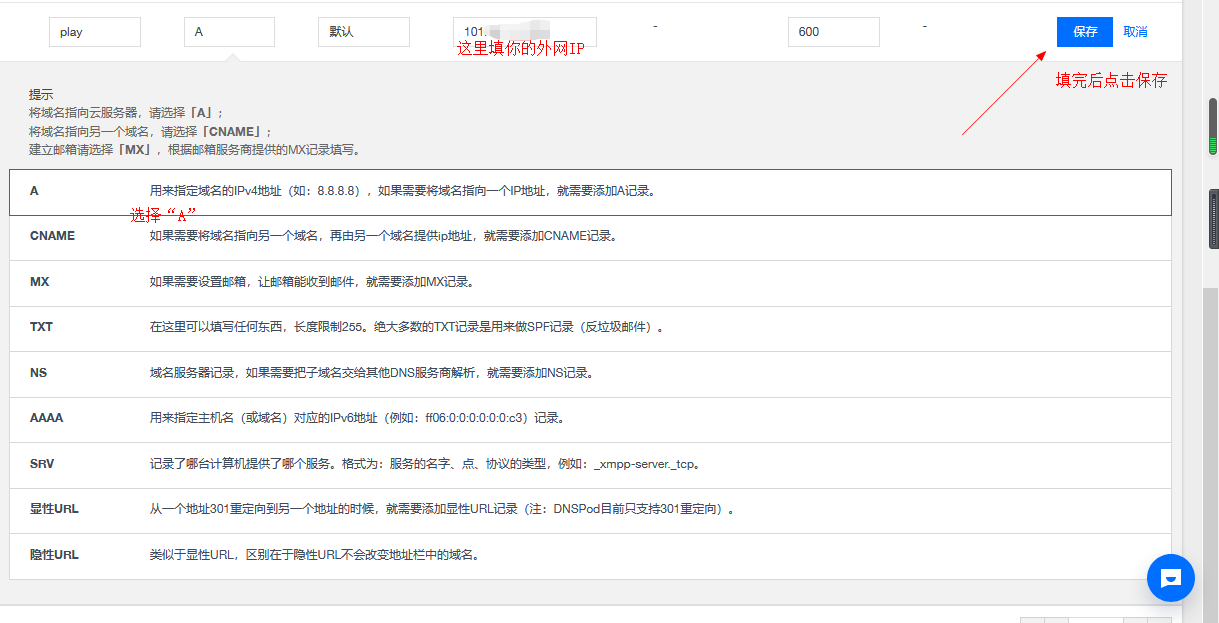 play A 默认 101. - 600 - 保存 取消
这里填你的外网IP
填完后点击保存
提示
将域名指向云服务器，请选择「A」；
将域名指向另一个域名，请选择「CNAME」；
建立邮箱请选择「MX」，根据邮箱服务商提供的MX记录填写。
A 用来指定域名的IPv4地址（如：8.8.8.8），如果需要将域名指向一个IP地址，就需要添加A记录。
选择“A”
CNAME 如果需要将域名指向另一个域名，再由另一个域名提供ip地址，就需要添加CNAME记录。
MX 如果需要设置邮箱，让邮箱能收到邮件，就需要添加MX记录。
TXT 在这里可以填写任何东西，长度限制255。绝大多数的TXT记录是用来做SPF记录（反垃圾邮件）。
NS 域名服务器记录，如果需要把子域名交给其他DNS服务商解析，就需要添加NS记录。
AAAA 用来指定主机名（或域名）对应的IPv6地址（例如：ff06:0:0:0:0:0:0:c3）记录。
SRV 记录了哪台计算机提供了哪个服务。格式为：服务的名字、点、协议的类型，例如：_xmpp-server._tcp。
显性URL 从一个地址301重定向到另一个地址的时候，就需要添加显性URL记录（注：DNSPod目前只支持301重定向）。
隐性URL 类似于显性URL，区别在于隐性URL不会改变地址栏中的域名。